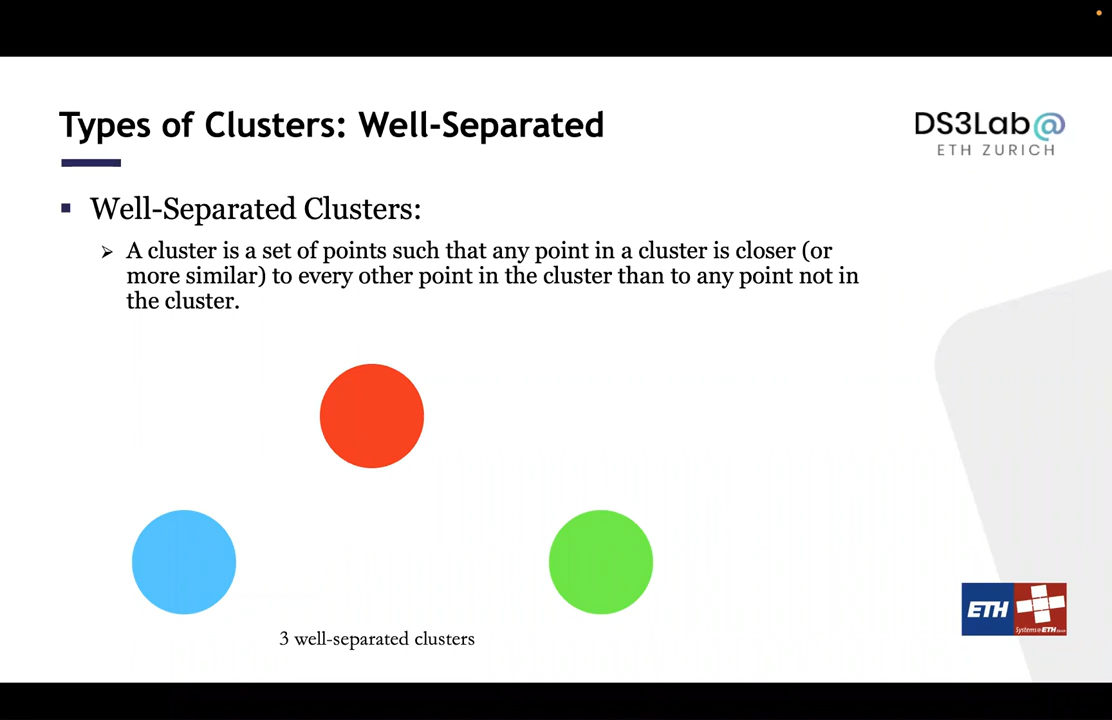 Types of Clusters: Well-Separated
DS3Lab@
ETH ZURICH
Well-Separated Clusters:
A cluster is a set of points such that any point in a cluster is closer (or
more similar) to every other point in the cluster than to any point not in
the cluster.
3 well-separated clusters
ETH
Systems@ETH